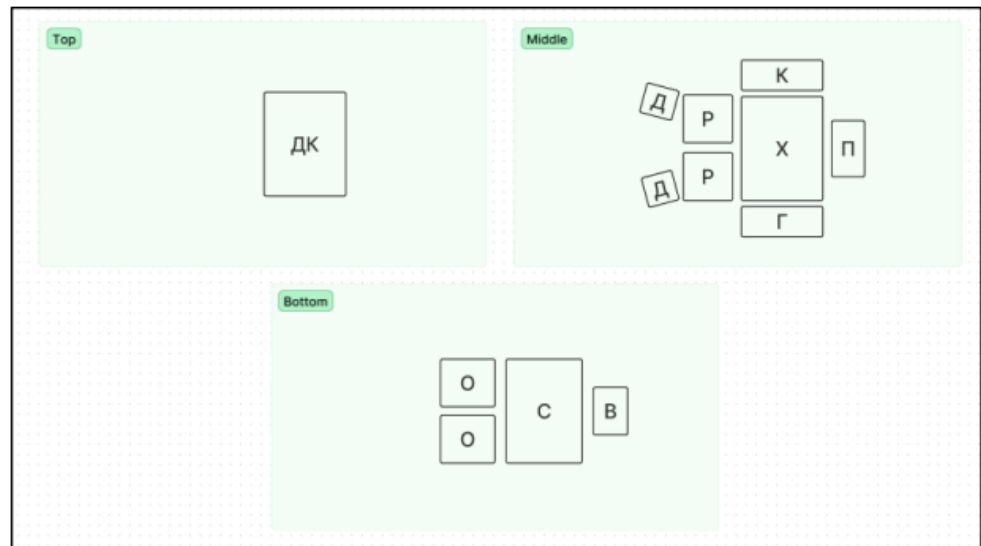 Top
ДК
Middle
К
Д
Р
Х
П
Д
Р
Г
Bottom
О
С
В
О